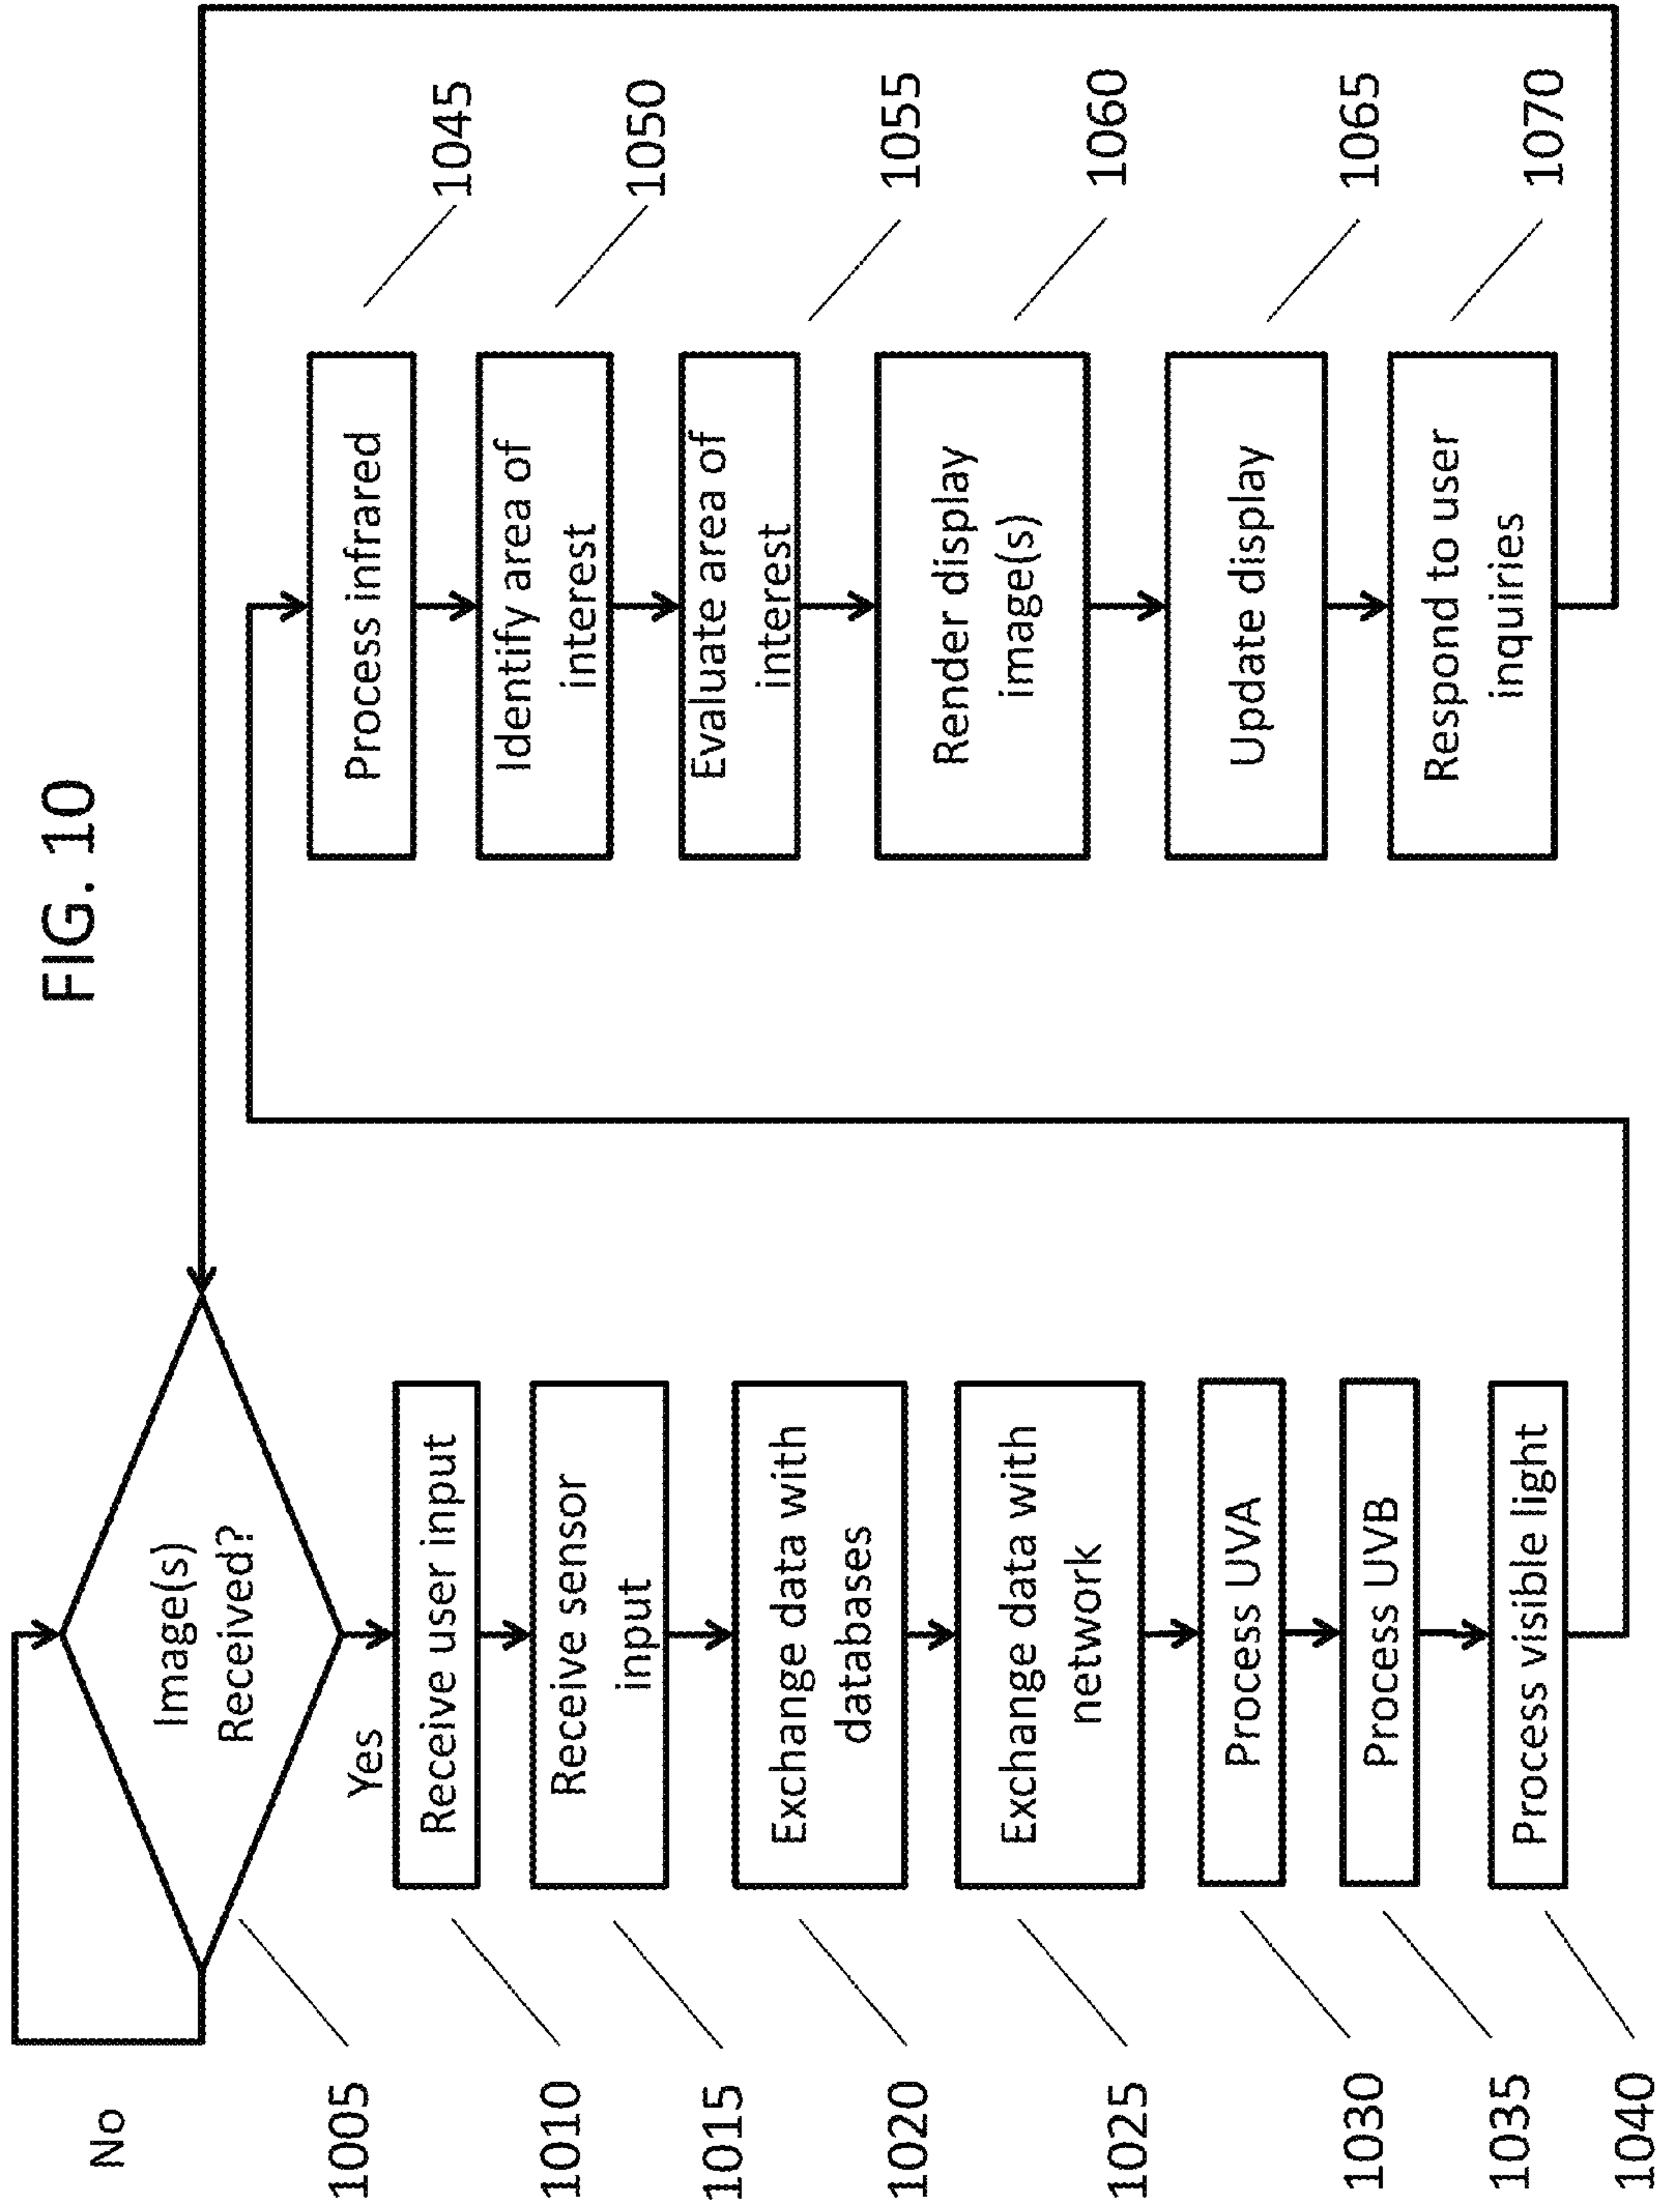 FIG. 10
No
Image(s)
Received?
1005
Yes
Receive user input
1010
Receive sensor
input
1015
Exchange data with
databases
1020
Exchange data with
network
1025
Process UVA
1030
Process UVB
1035
Process visible light
1040
Process infrared
1045
Identify area of
interest
1050
Evaluate area of
interest
1055
Render display
image(s)
1060
Update display
1065
Respond to user
inquiries
1070